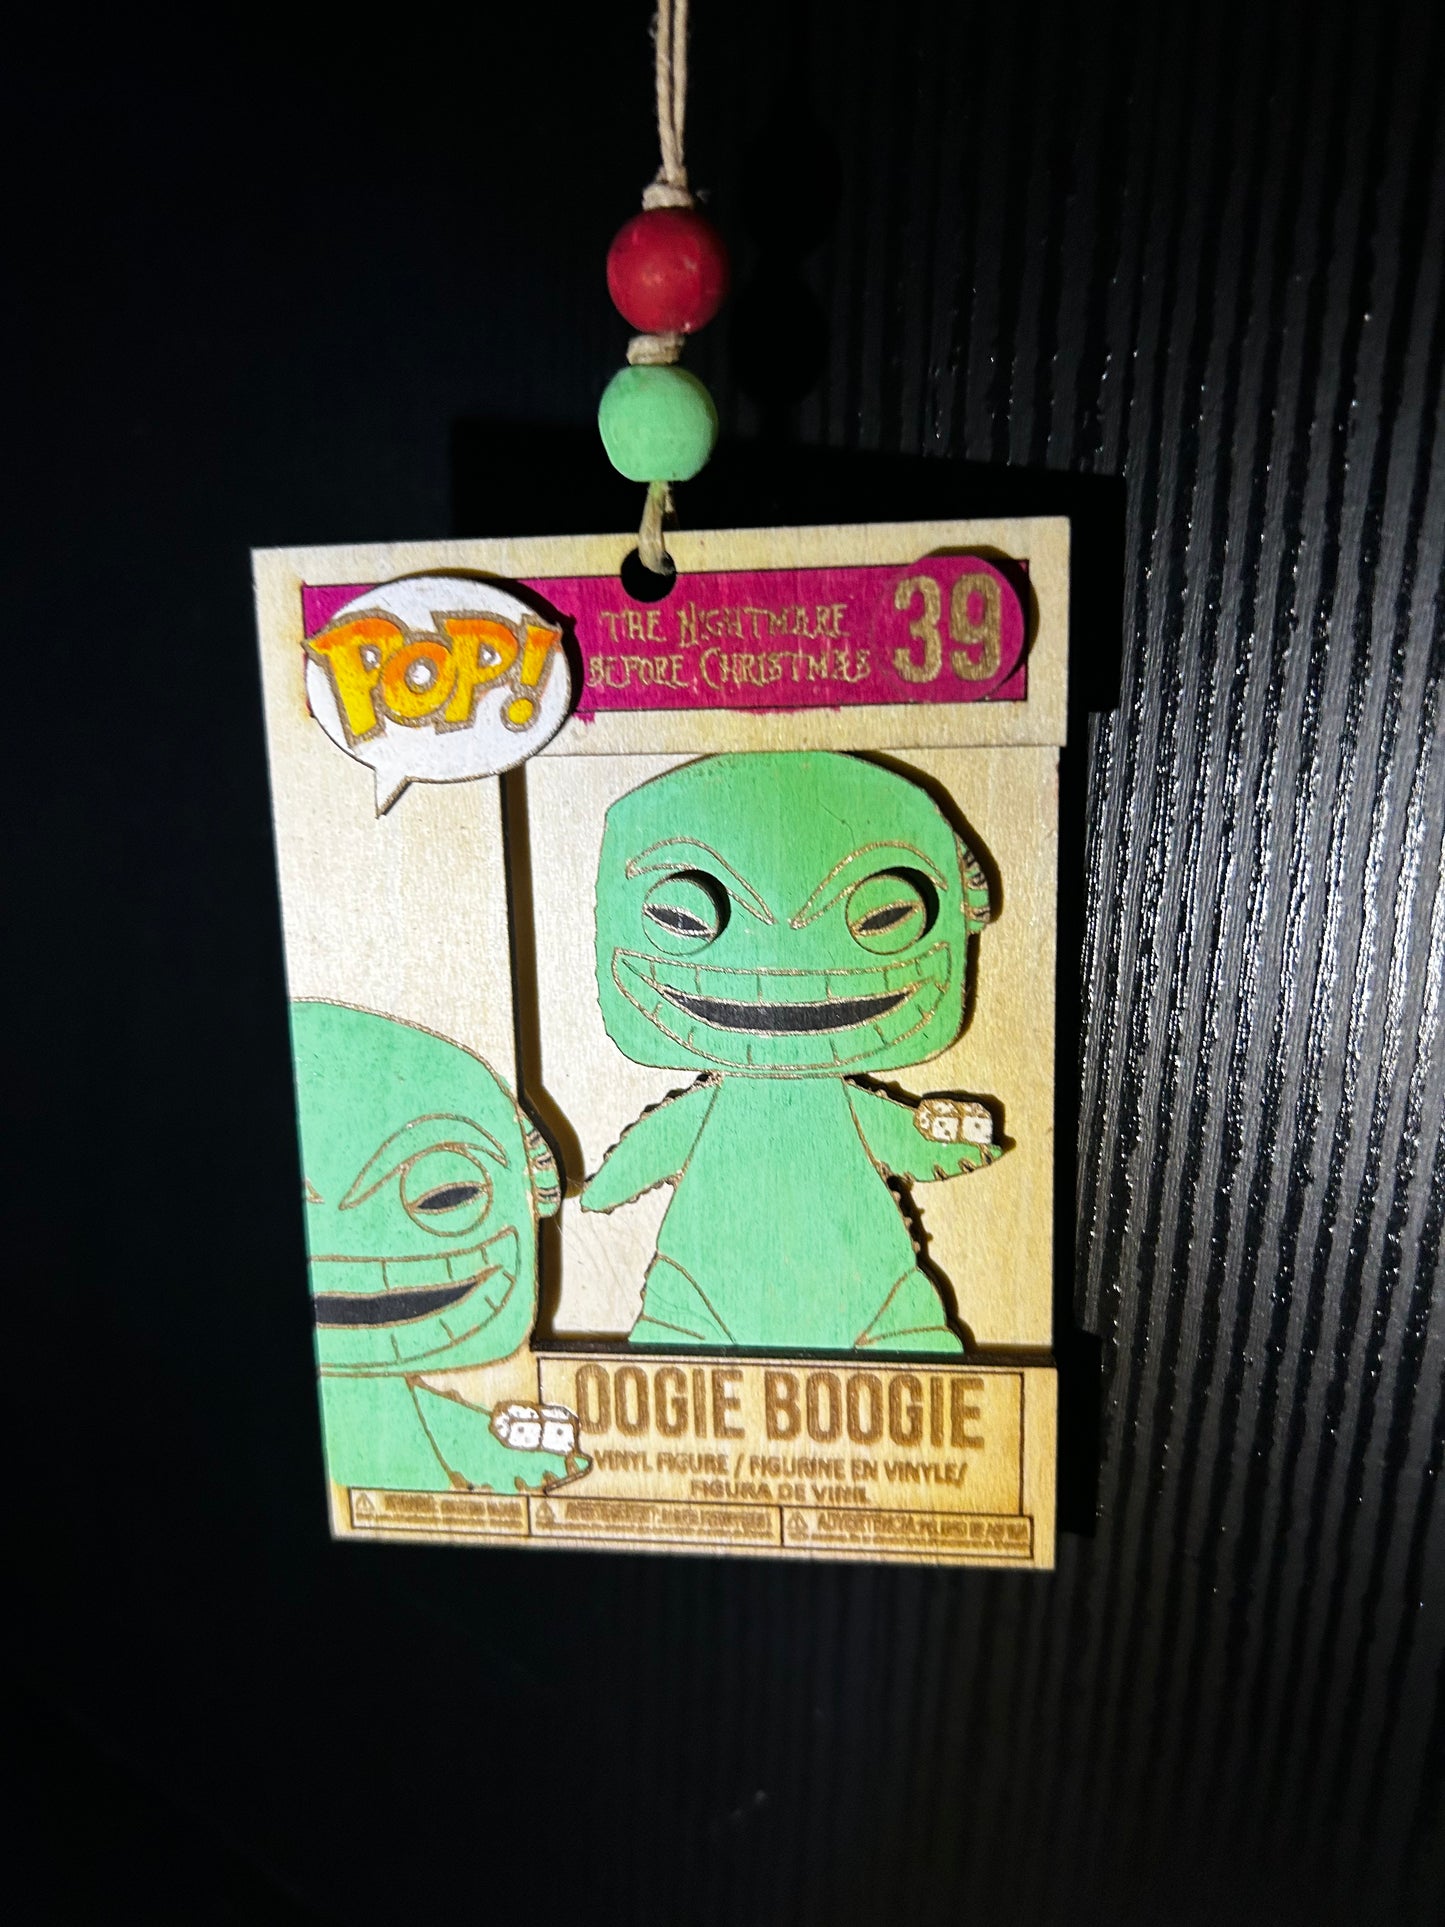 POP!
THE NIGHTMARE
BEFORE CHRISTMAS
39
OOGIE BOOGIE
VINYL FIGURE / FIGURINE EN VINYLE/
FIGURA DE VINIL